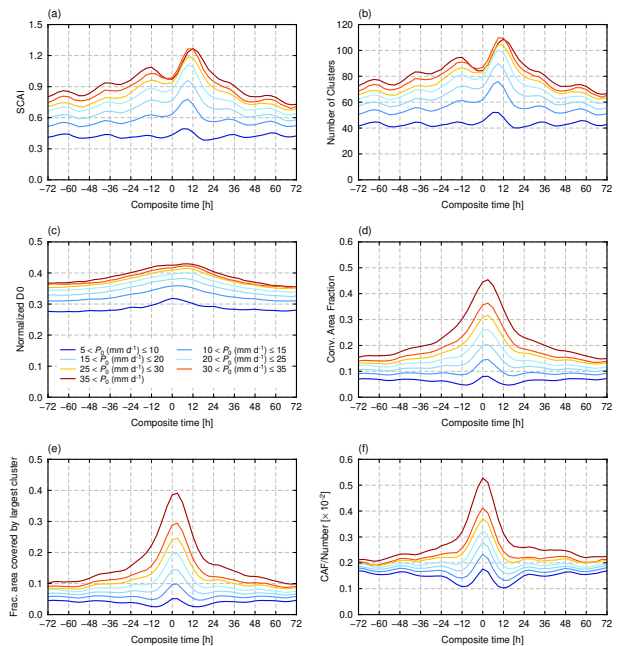 (a)
SCAI
1.5
1.2
0.9
0.6
0.3
0.0
−72 −60 −48 −36 −24 −12 0 12 24 36 48 60 72
Composite time [h]
(b)
Number of Clusters
120
100
80
60
40
20
0
−72 −60 −48 −36 −24 −12 0 12 24 36 48 60 72
Composite time [h]
(c)
Normalized D0
0.5
0.4
0.3
0.2
0.1
0.0
5 < P₀ (mm d⁻¹) ≤ 10
10 < P₀ (mm d⁻¹) ≤ 15
15 < P₀ (mm d⁻¹) ≤ 20
20 < P₀ (mm d⁻¹) ≤ 25
25 < P₀ (mm d⁻¹) ≤ 30
30 < P₀ (mm d⁻¹) ≤ 35
35 < P₀ (mm d⁻¹)
−72 −60 −48 −36 −24 −12 0 12 24 36 48 60 72
Composite time [h]
(d)
Conv. Area Fraction
0.6
0.5
0.4
0.3
0.2
0.1
0.0
−72 −60 −48 −36 −24 −12 0 12 24 36 48 60 72
Composite time [h]
(e)
Frac. area covered by largest cluster
0.5
0.4
0.3
0.2
0.1
0.0
−72 −60 −48 −36 −24 −12 0 12 24 36 48 60 72
Composite time [h]
(f)
CAF/Number [× 10⁻²]
0.6
0.5
0.4
0.3
0.2
0.1
0.0
−72 −60 −48 −36 −24 −12 0 12 24 36 48 60 72
Composite time [h]